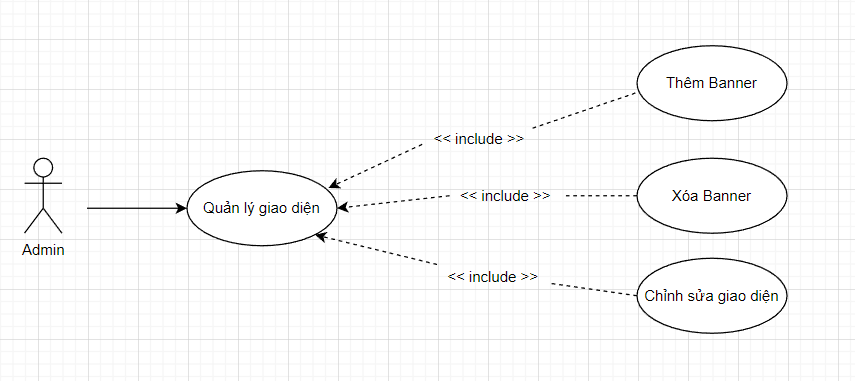 Thêm Banner
<< include >>
<< include >>
Xóa Banner
Quản lý giao diện
Admin
<< include >>
Chỉnh sửa giao diện